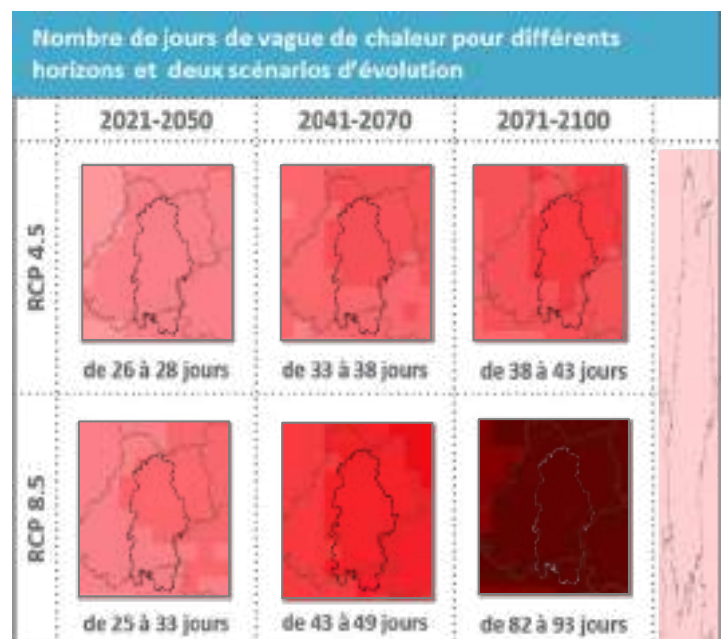 Nombre de jours de vague de chaleur pour différents
horizons et deux scénarios d'évolution
2021-2050 2041-2070 2071-2100
RCP 4.5
de 26 à 28 jours de 33 à 38 jours de 38 à 43 jours
RCP 8.5
de 25 à 33 jours de 43 à 49 jours de 82 à 93 jours